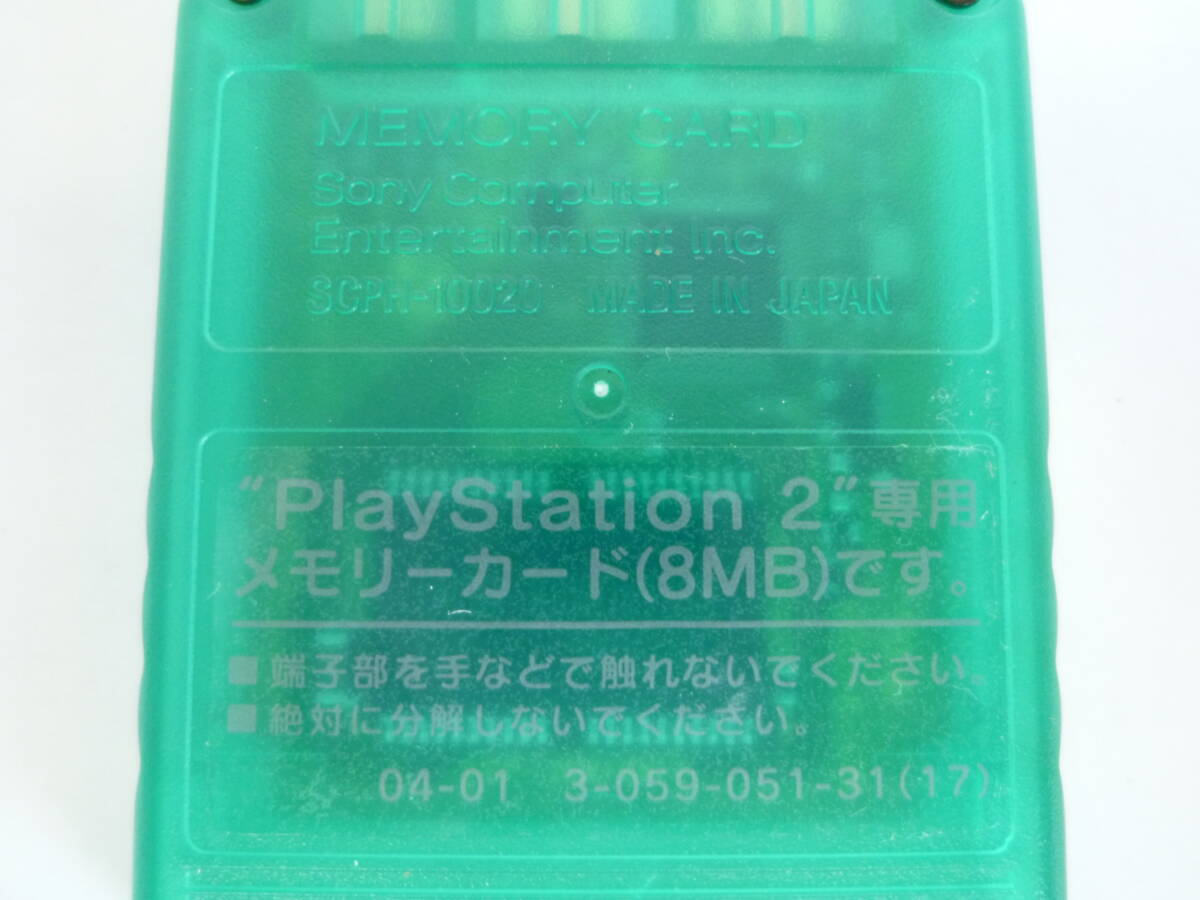 MEMORY CARD
Sony Computer
Entertainment Inc.
SCPH-10020 MADE IN JAPAN
“PlayStation 2”専用
メモリーカード(8MB)です。
■端子部を手などで触れないでください。
■絶対に分解しないでください。
04-01 3-059-051-31(17)